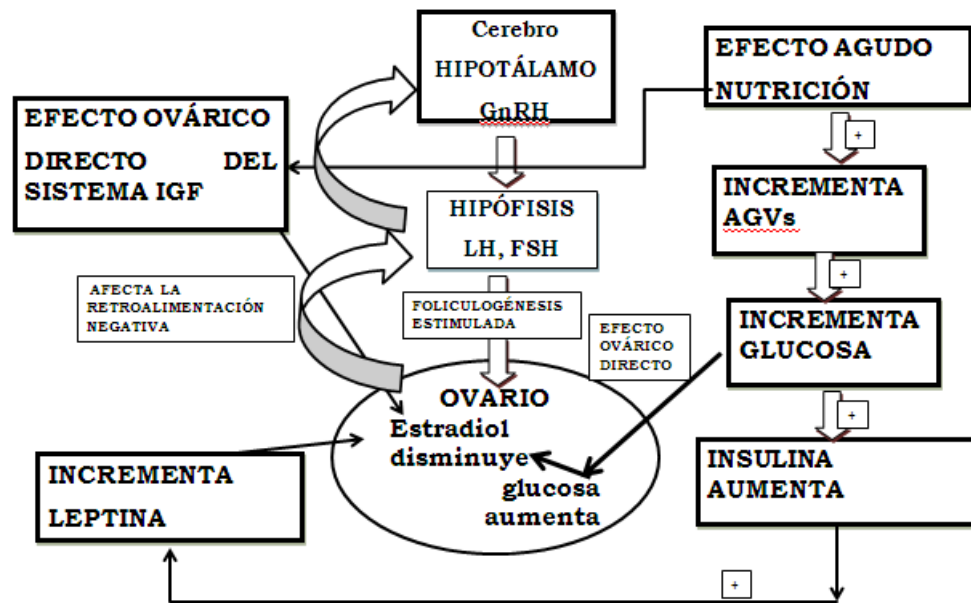 Cerebro
HIPOTÁLAMO
GnRH
EFECTO AGUDO
NUTRICIÓN
EFECTO OVÁRICO
DIRECTO DEL
SISTEMA IGF
+
INCREMENTA
AGVs
HIPÓFISIS
LH, FSH
+
AFECTA LA
RETROALIMENTACIÓN
NEGATIVA
FOLICULOGÉNESIS
ESTIMULADA
EFECTO
OVÁRICO
DIRECTO
INCREMENTA
GLUCOSA
+
OVARIO
Estradiol
disminuye
glucosa
aumenta
INCREMENTA
LEPTINA
INSULINA
AUMENTA
+